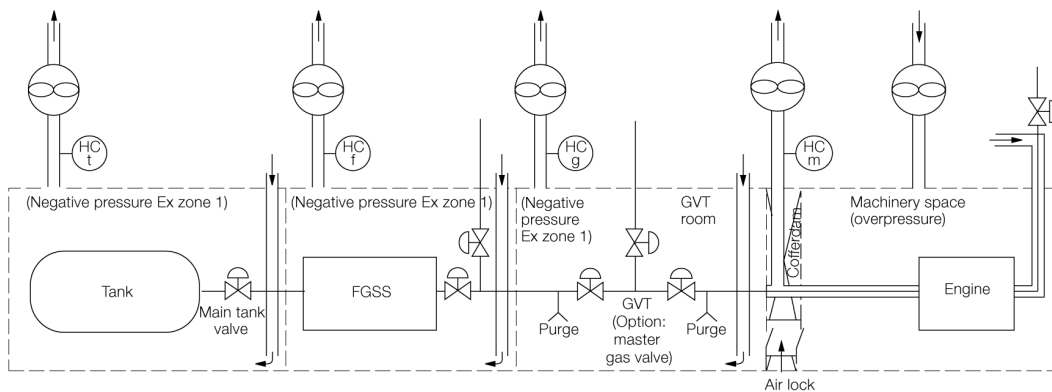 HC
t
HC
f
HC
g
HC
m
(Negative pressure Ex zone 1)
(Negative pressure Ex zone 1)
(Negative
pressure
Ex zone 1)
GVT
room
Cofferdam
Machinery space
(overpressure)
Tank
Main tank
valve
FGSS
Purge
GVT
(Option:
master
gas valve)
Purge
Engine
Air lock